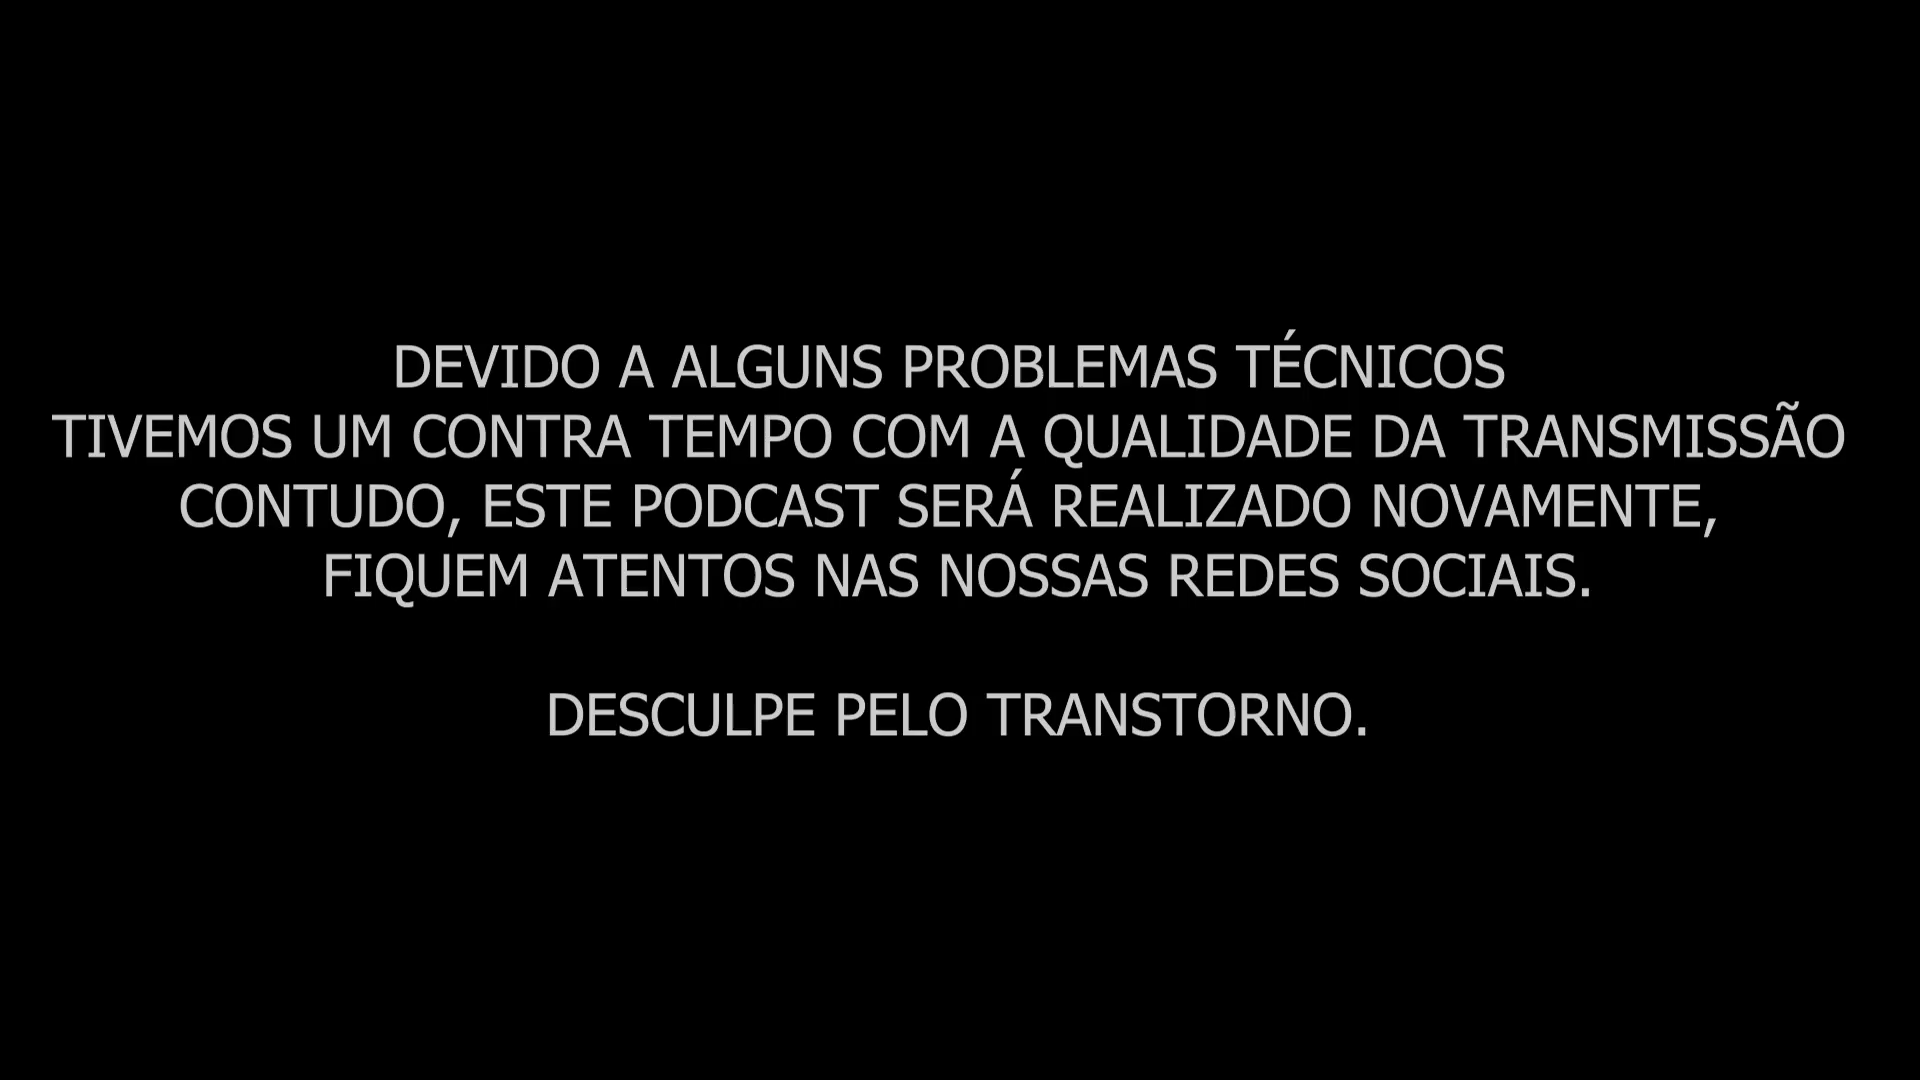 DEVIDO A ALGUNS PROBLEMAS TÉCNICOS
TIVEMOS UM CONTRA TEMPO COM A QUALIDADE DA TRANSMISSÃO
CONTUDO, ESTE PODCAST SERÁ REALIZADO NOVAMENTE,
FIQUEM ATENTOS NAS NOSSAS REDES SOCIAIS.
DESCULPE PELO TRANSTORNO.